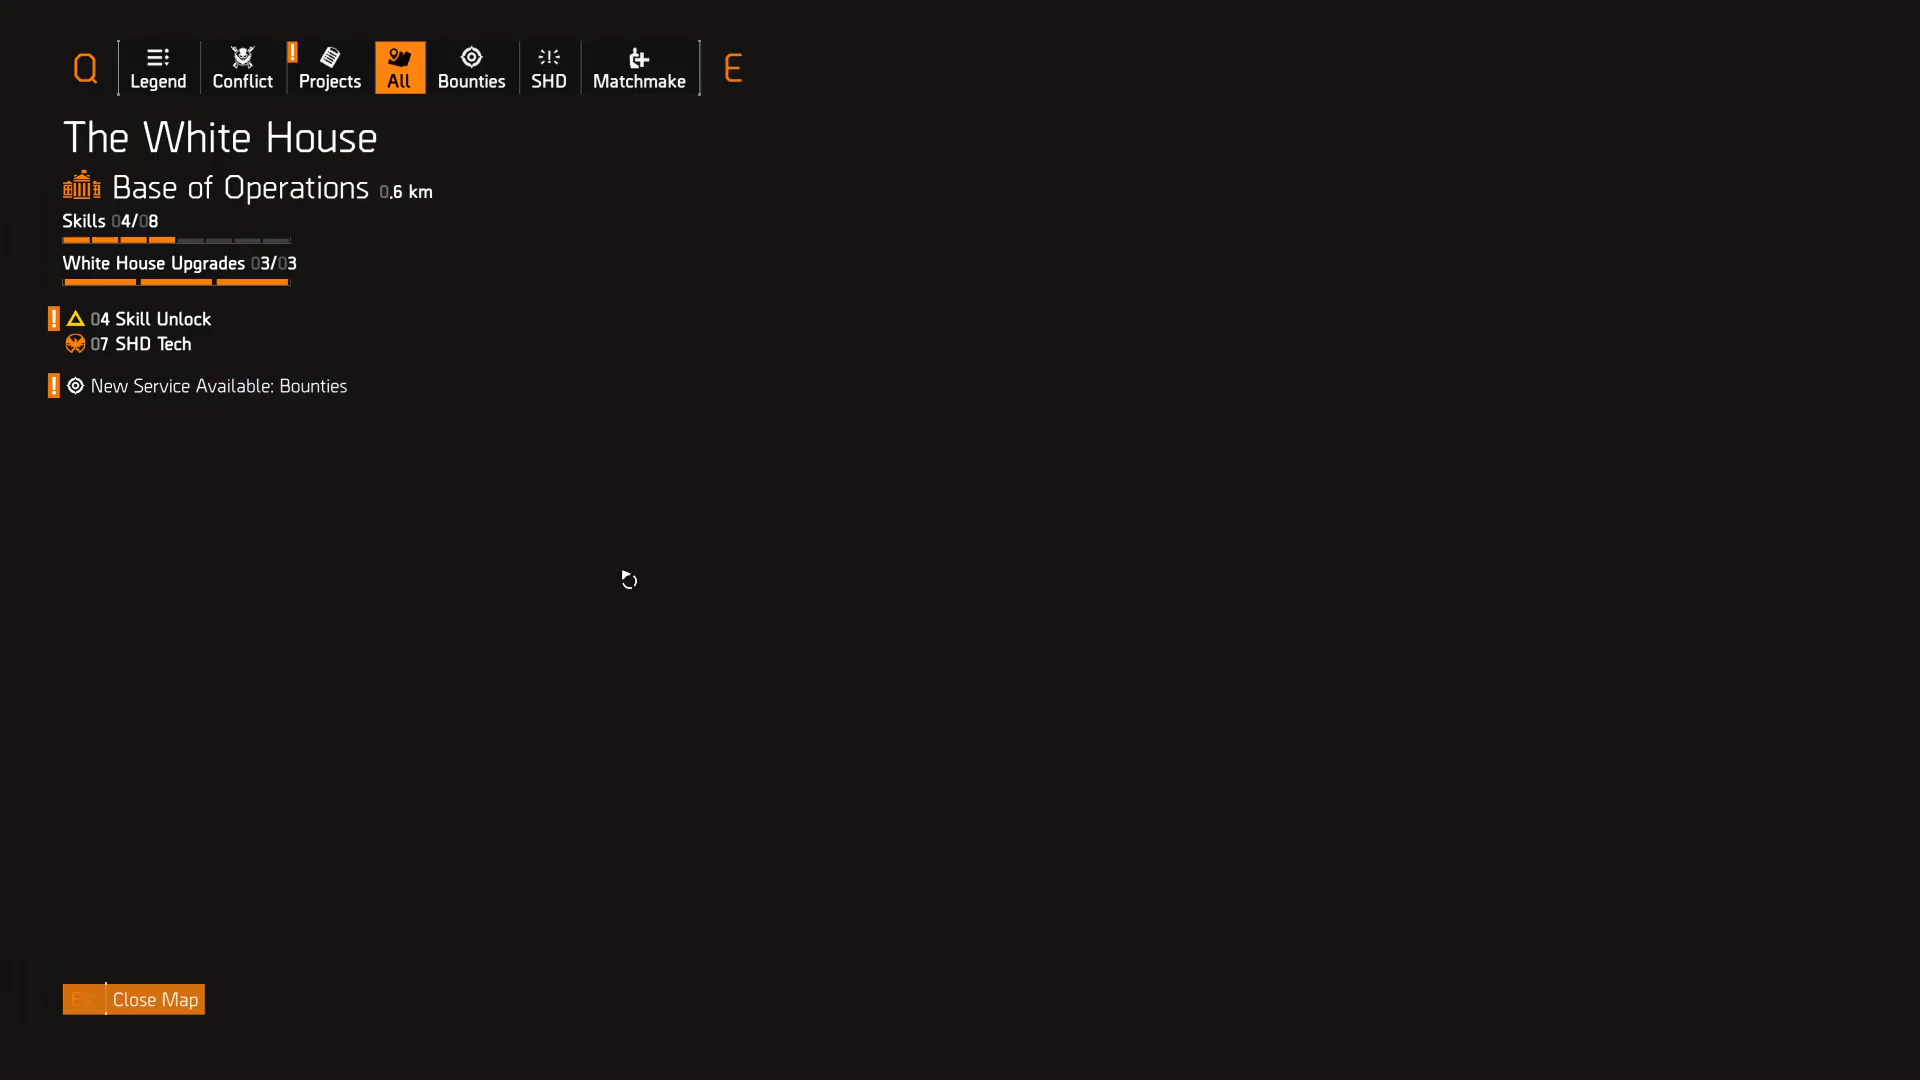 Q Legend Conflict ! Projects All Bounties SHD Matchmake E
The White House
Base of Operations 0.6 km
Skills 04/08
White House Upgrades 03/03
! 04 Skill Unlock
07 SHD Tech
! New Service Available: Bounties
Esc Close Map